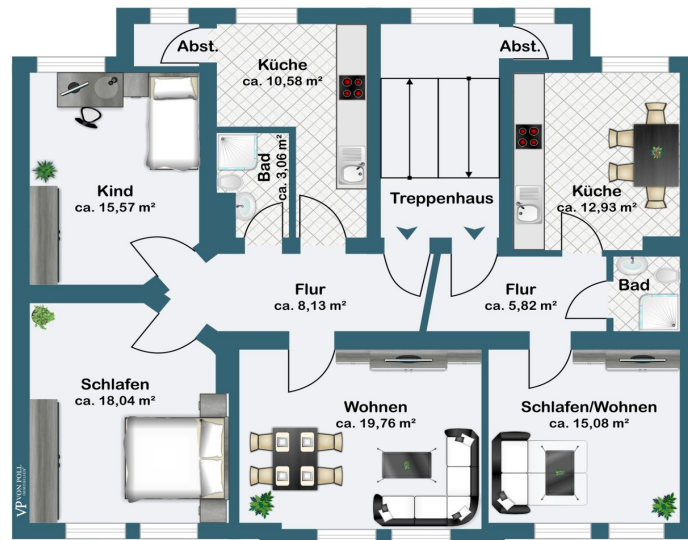 Abst.
Küche
ca. 10,58 m²
Abst.
Kind
ca. 15,57 m²
Bad
ca. 3,06 m²
Treppenhaus
Küche
ca. 12,93 m²
Flur
ca. 8,13 m²
Flur
ca. 5,82 m²
Bad
Schlafen
ca. 18,04 m²
Wohnen
ca. 19,76 m²
Schlafen/Wohnen
ca. 15,08 m²
VP VON POLL
IMMOBILIEN